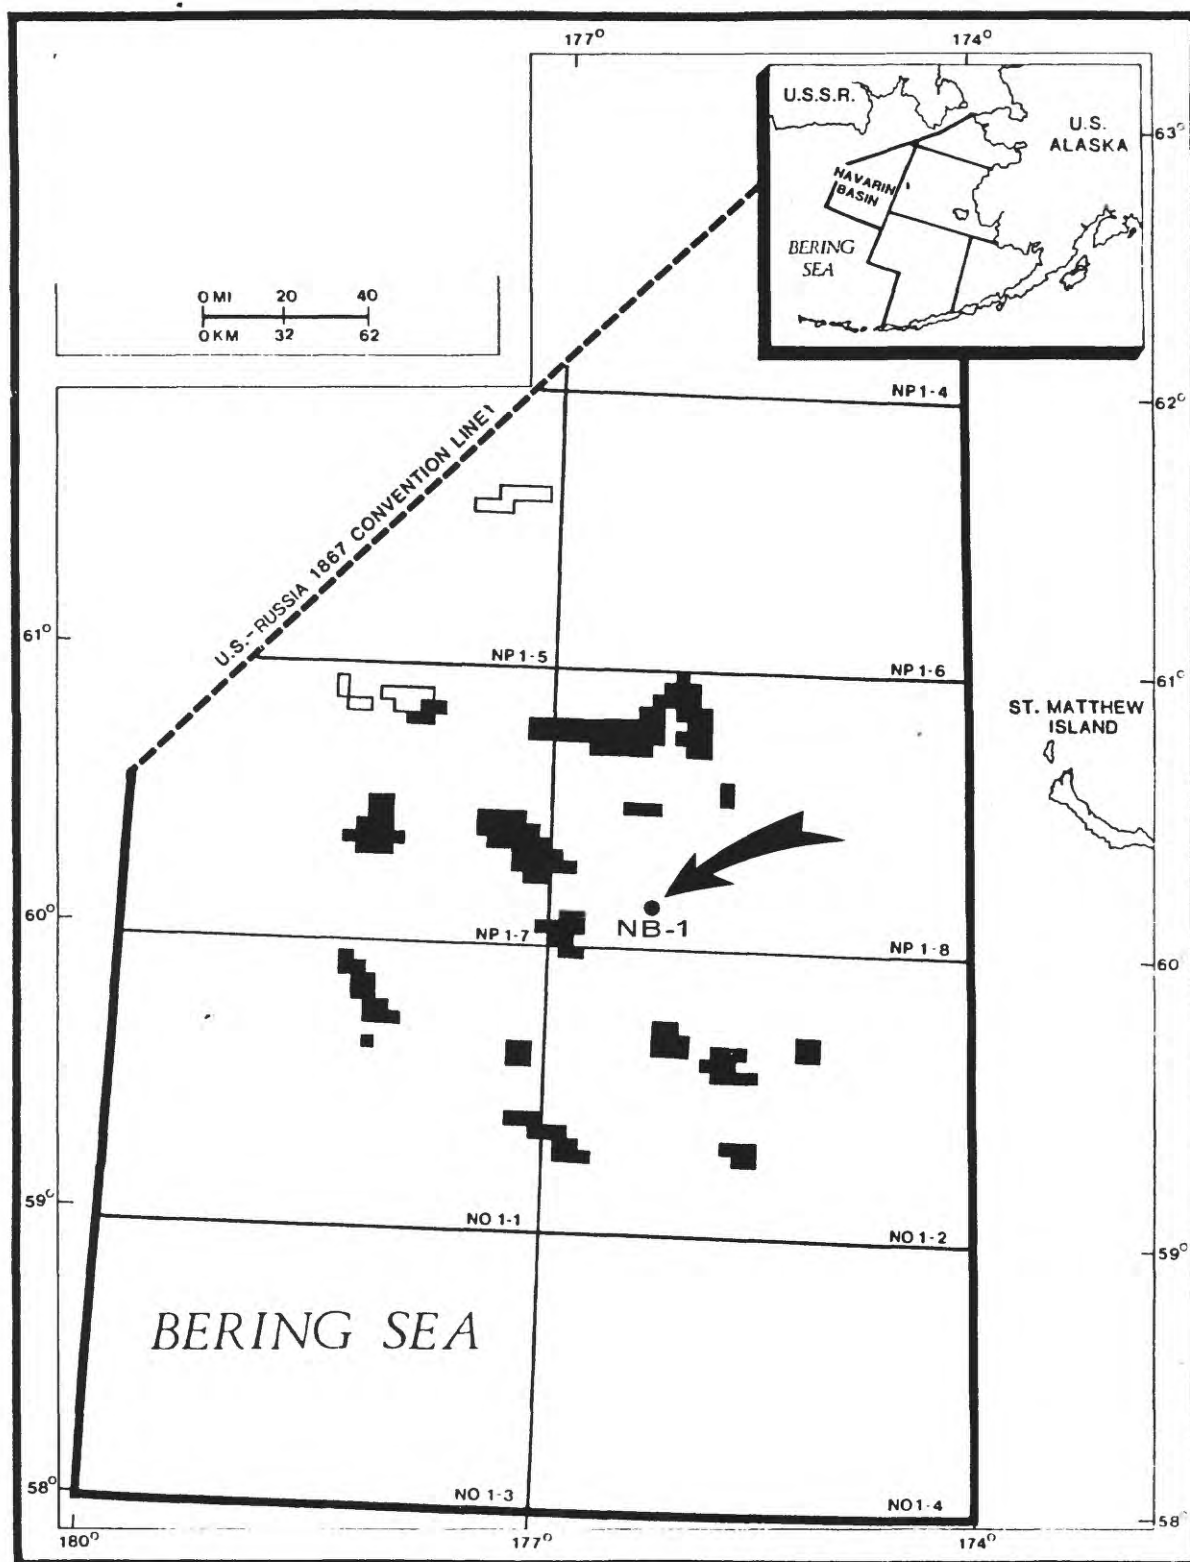 177°
174°
U.S.S.R.
U.S.
ALASKA
NAVARIN
BASIN
BERING
SEA
63°
0 MI 20 40
0 KM 32 62
U.S.-RUSSIA 1867 CONVENTION LINE
NP 1-4
62°
61°
NP 1-5
NP 1-6
61°
ST. MATTHEW
ISLAND
60°
NB-1
NP 1-7
NP 1-8
60
59°
NO 1-1
NO 1-2
59°
BERING SEA
58°
NO 1-3
NO 1-4
58°
180°
177°
174°